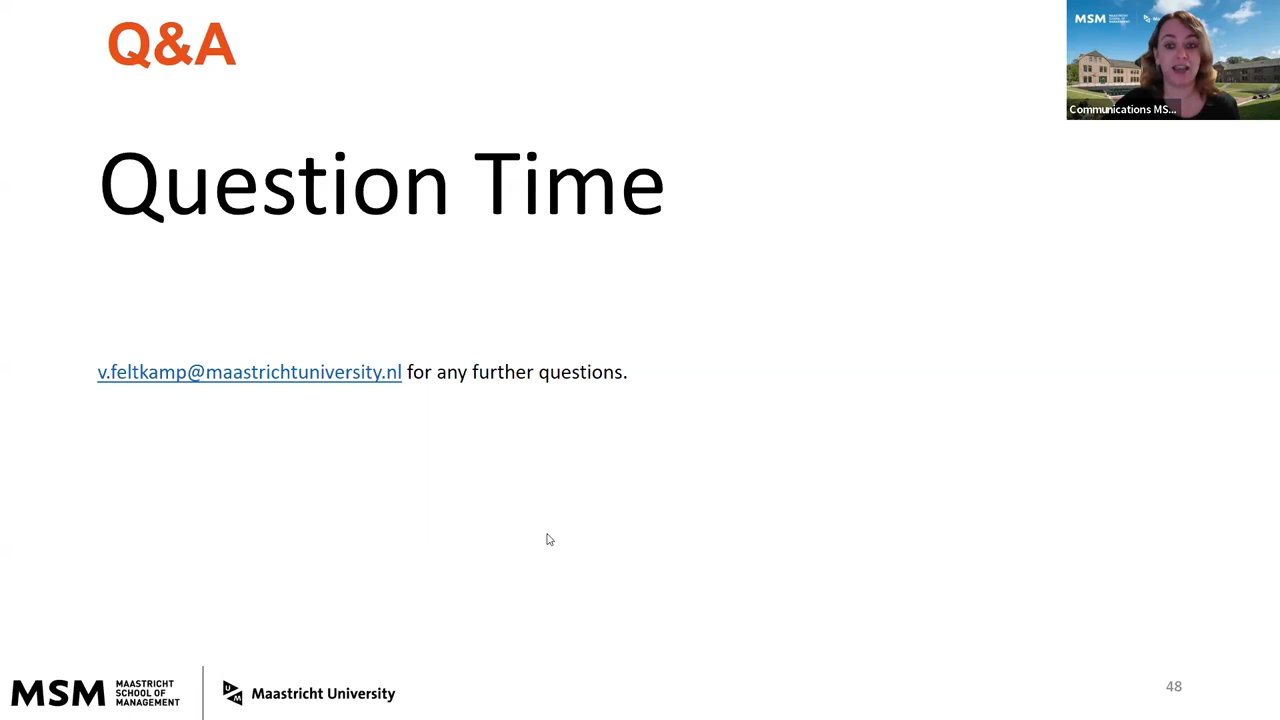 Q&A
MSM
Communications MS...
Question Time
v.feltkamp@maastrichtuniversity.nl for any further questions.
MSM
MAASTRICHT
SCHOOL OF
MANAGEMENT
UM
Maastricht University
48